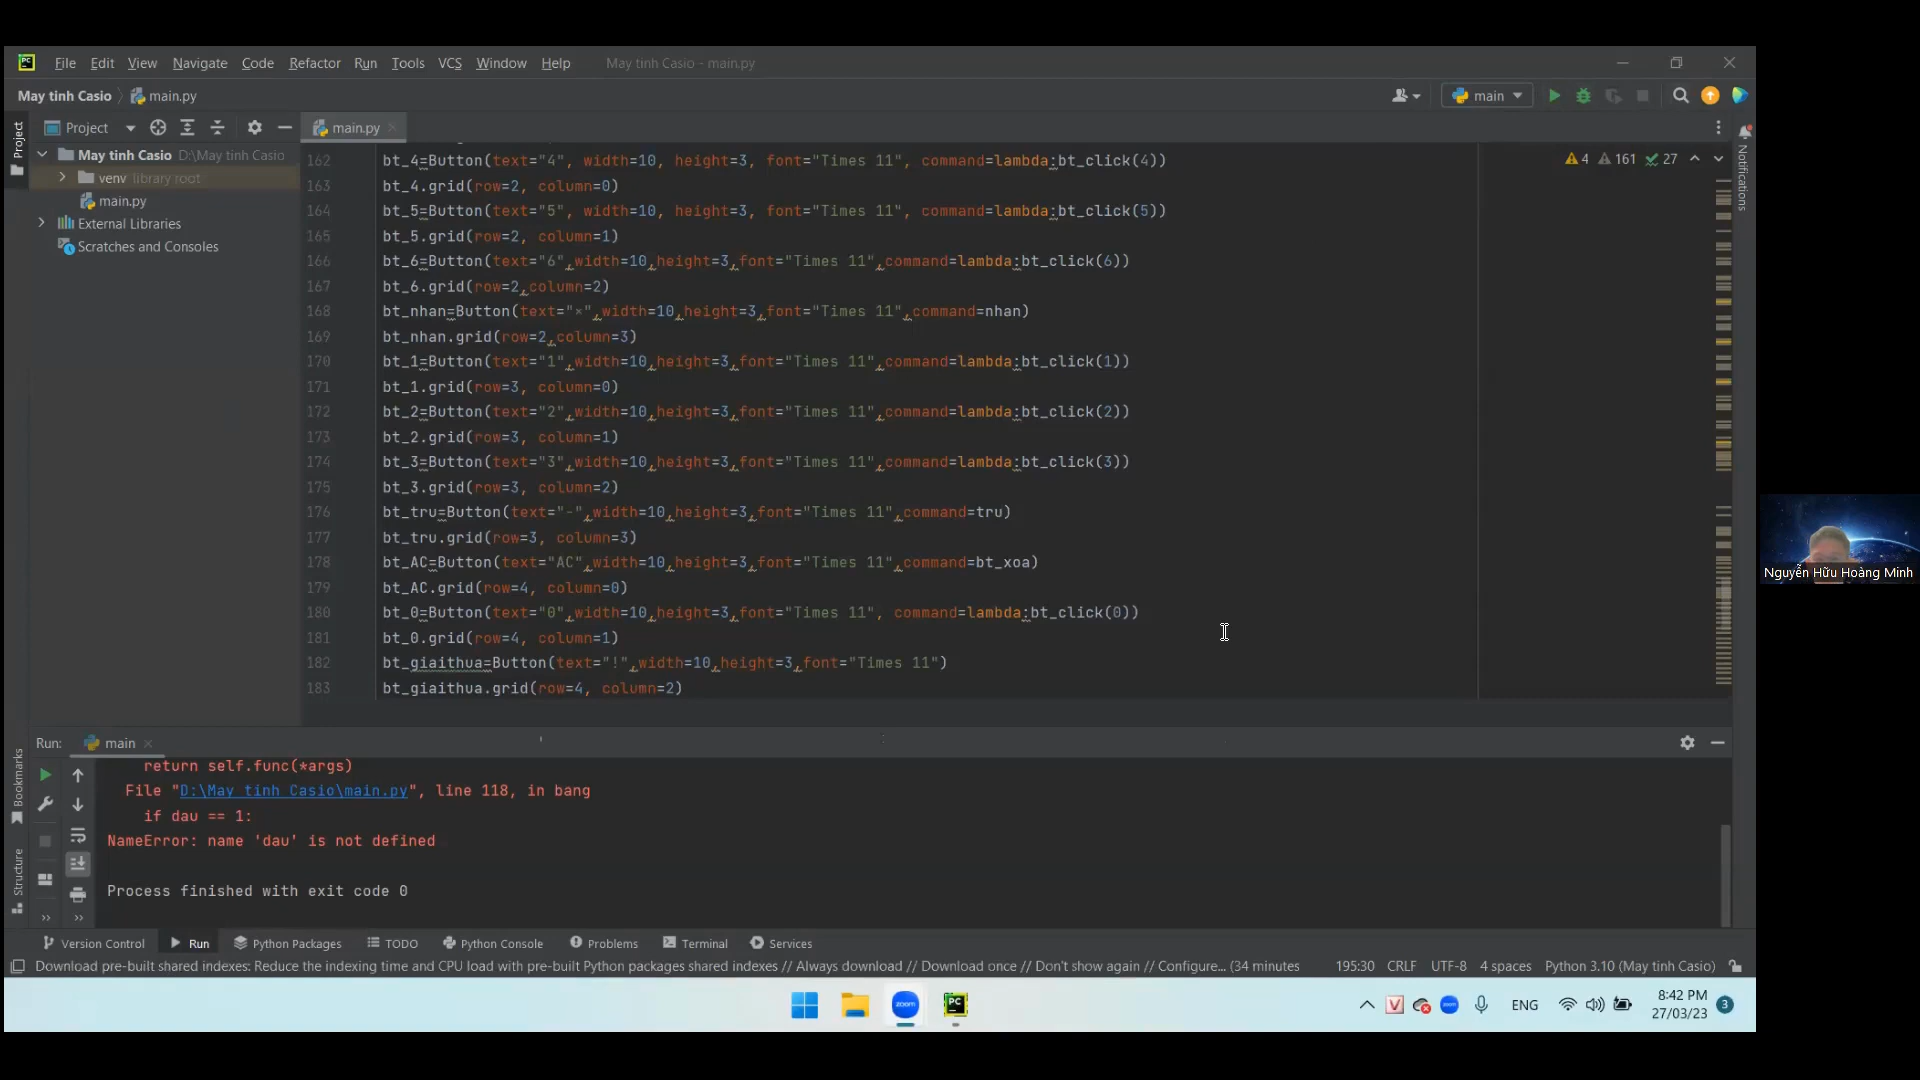 File Edit View Navigate Code Refactor Run Tools VCS Window Help May tinh Casio - main.py
May tinh Casio main.py main
Project main.py
Project
May tinh Casio D:\May tinh Casio
venv library root
main.py
External Libraries
Scratches and Consoles
4 161 27
Notifications
162 bt_4=Button(text="4", width=10, height=3, font="Times 11", command=lambda:bt_click(4))
163 bt_4.grid(row=2, column=0)
164 bt_5=Button(text="5", width=10, height=3, font="Times 11", command=lambda:bt_click(5))
165 bt_5.grid(row=2, column=1)
166 bt_6=Button(text="6",width=10,height=3,font="Times 11",command=lambda:bt_click(6))
167 bt_6.grid(row=2,column=2)
168 bt_nhan=Button(text="×",width=10,height=3,font="Times 11",command=nhan)
169 bt_nhan.grid(row=2,column=3)
170 bt_1=Button(text="1",width=10,height=3,font="Times 11",command=lambda:bt_click(1))
171 bt_1.grid(row=3, column=0)
172 bt_2=Button(text="2",width=10,height=3,font="Times 11",command=lambda:bt_click(2))
173 bt_2.grid(row=3, column=1)
174 bt_3=Button(text="3",width=10,height=3,font="Times 11",command=lambda:bt_click(3))
175 bt_3.grid(row=3, column=2)
176 bt_tru=Button(text="-",width=10,height=3,font="Times 11",command=tru)
177 bt_tru.grid(row=3, column=3)
178 bt_AC=Button(text="AC",width=10,height=3,font="Times 11",command=bt_xoa)
179 bt_AC.grid(row=4, column=0)
180 bt_0=Button(text="0",width=10,height=3,font="Times 11", command=lambda:bt_click(0))
181 bt_0.grid(row=4, column=1)
182 bt_giaithua=Button(text="!",width=10,height=3,font="Times 11")
183 bt_giaithua.grid(row=4, column=2)
Nguyễn Hữu Hoàng Minh
Run: main
return self.func(*args)
File "D:\May tinh Casio\main.py", line 118, in bang
if dau == 1:
NameError: name 'dau' is not defined
Process finished with exit code 0
Bookmarks
Structure
Version Control Run Python Packages TODO Python Console Problems Terminal Services
Download pre-built shared indexes: Reduce the indexing time and CPU load with pre-built Python packages shared indexes // Always download // Download once // Don't show again // Configure... (34 minutes 195:30 CRLF UTF-8 4 spaces Python 3.10 (May tinh Casio)
zoom
PC
V
ENG
8:42 PM
27/03/23
3